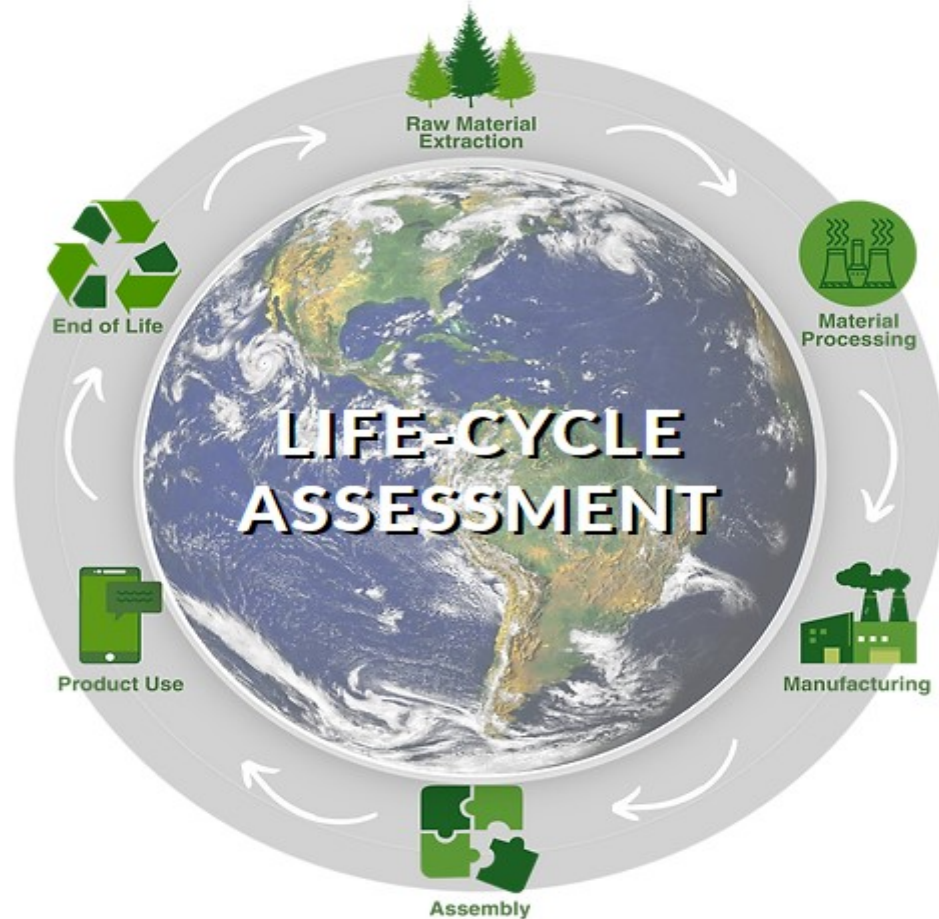 Raw Material
Extraction
Material
Processing
Manufacturing
Assembly
Product Use
End of Life
LIFE-CYCLE
ASSESSMENT